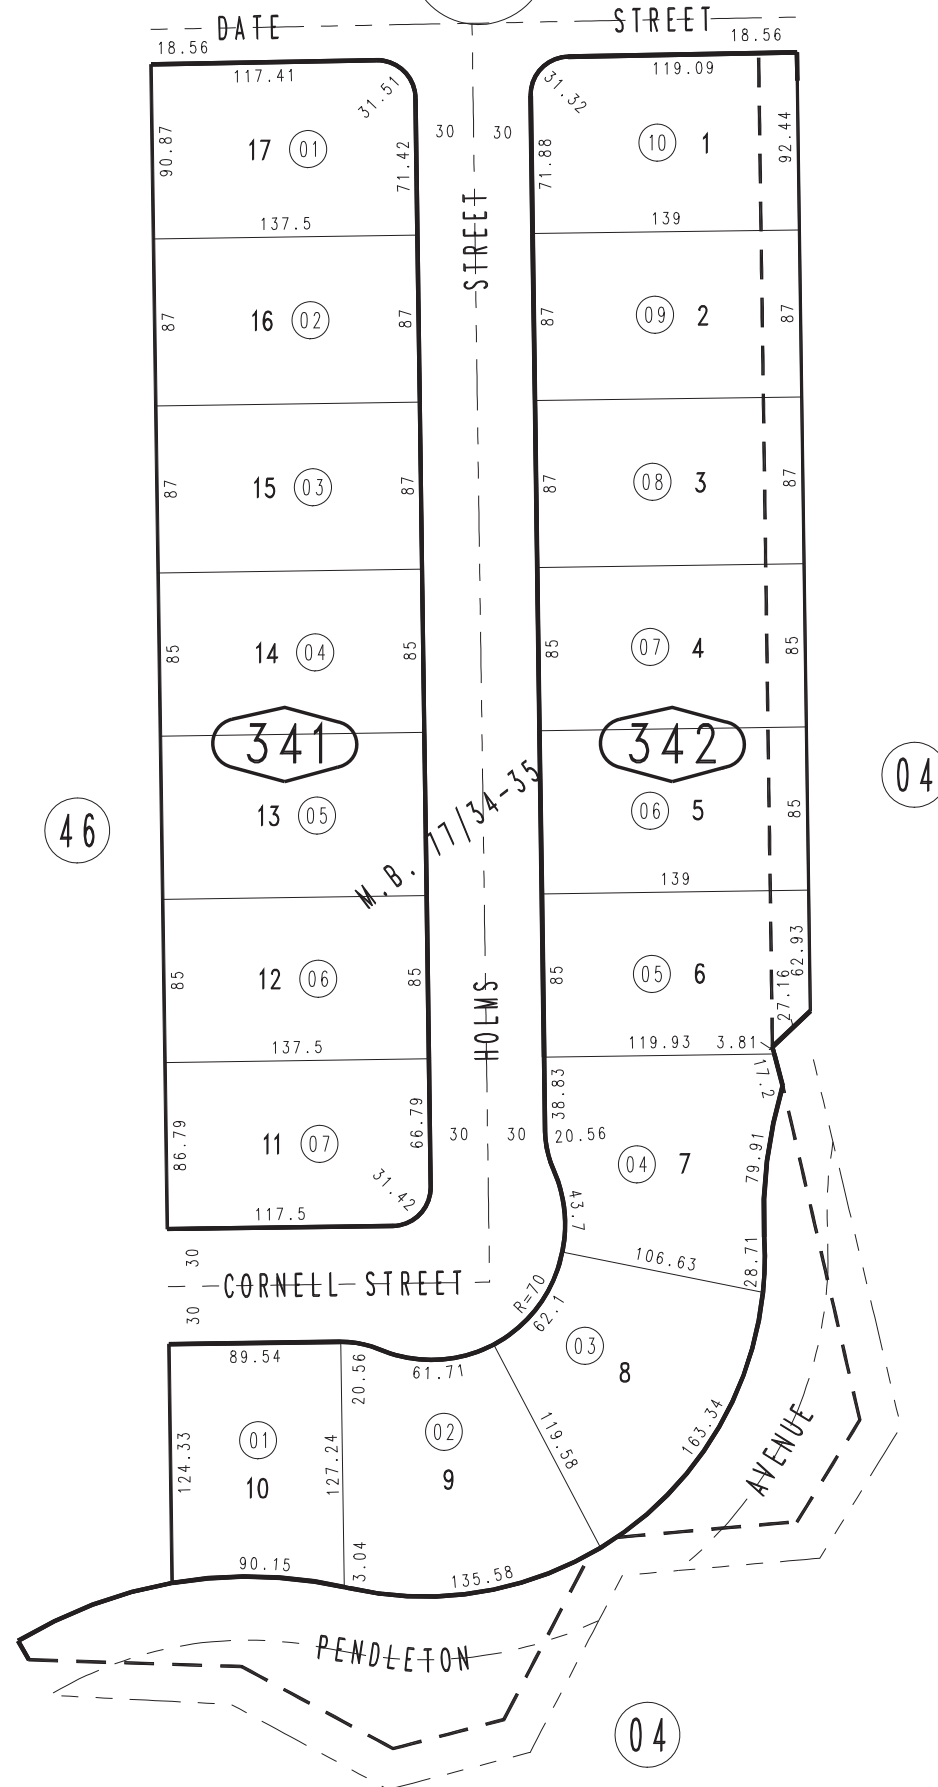 DATE STREET
18.56 18.56
117.41 119.09
31.51 31.32
30 30
90.87 17 01 71.42 71.88 10 1 92.44
137.5 139
STREET
87 16 02 87 87 09 2 87
87 15 03 87 87 08 3 87
85 14 04 85 85 07 4 85
341 342
M.B. 17/34-35
04
46
13 05 06 5 85
139
62.93
85 12 06 85 85 05 6
27.16
HOLMS
137.5 119.93 3.81
17.2
38.83
86.79 11 07 66.79 30 30 20.56
04 7 79.91
31.42
117.5 43.7
30
106.63 28.71
CORNELL STREET
R=70
30 62.1
03
89.54 20.56 61.71 8
01 02 119.58 163.34
124.33 127.24
10 9
AVENUE
90.15 3.04 135.58
PENDLETON
04